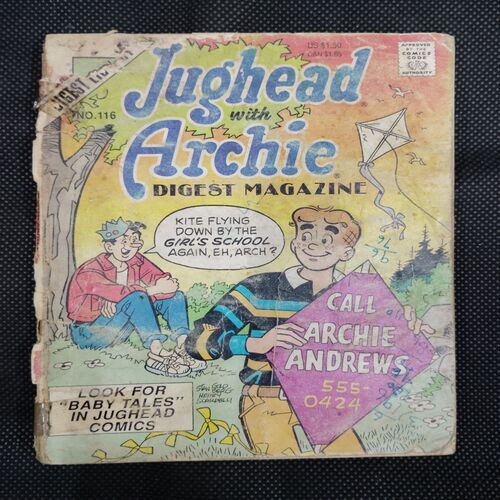 US $1.50
CAN $1.65
APPROVED
BY THE
COMICS
CODE
AUTHORITY
NO. 116
Jughead
with
Archie
DIGEST MAGAZINE
KITE FLYING
DOWN BY THE
GIRL'S SCHOOL
AGAIN, EH, ARCH?
CALL
ARCHIE
ANDREWS
555-
0424
LOOK FOR
"BABY TALES"
IN JUGHEAD
COMICS